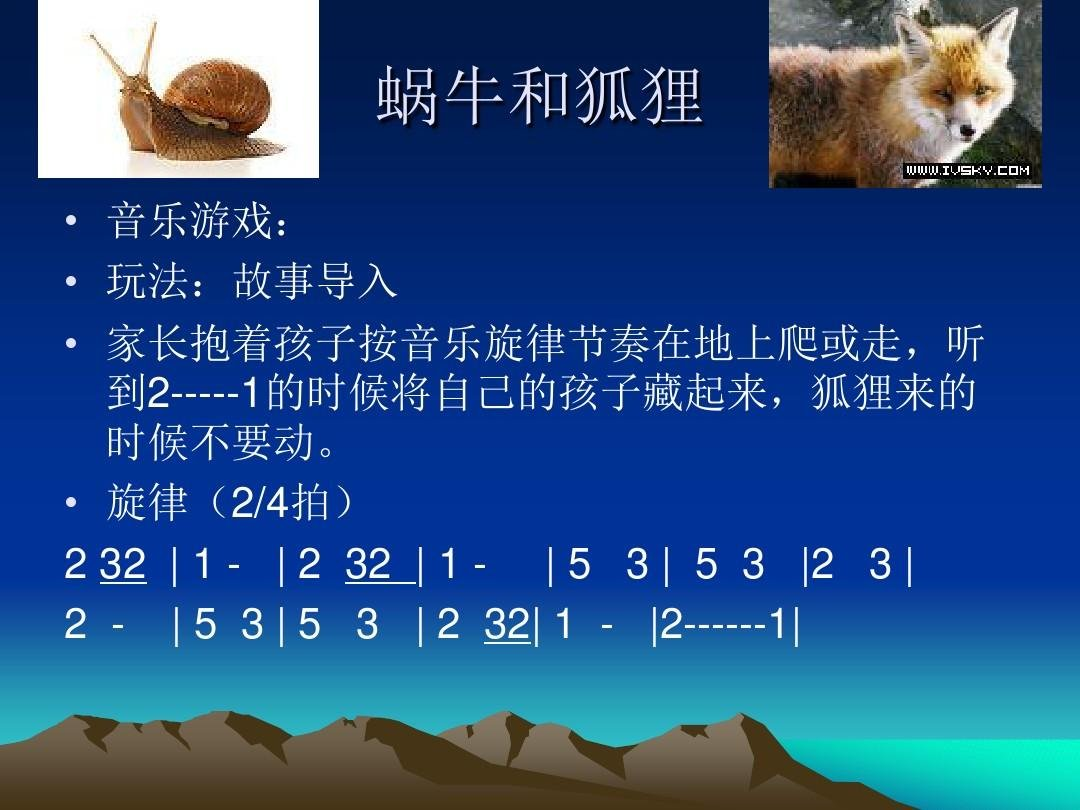 蜗牛和狐狸
WWW.IVSKY.COM
• 音乐游戏：
• 玩法：故事导入
• 家长抱着孩子按音乐旋律节奏在地上爬或走，听
到2-----1的时候将自己的孩子藏起来，狐狸来的
时候不要动。
• 旋律（2/4拍）
2 32 | 1 - | 2 32 | 1 - | 5 3 | 5 3 |2 3 |
2 - | 5 3 | 5 3 | 2 32| 1 - |2------1|